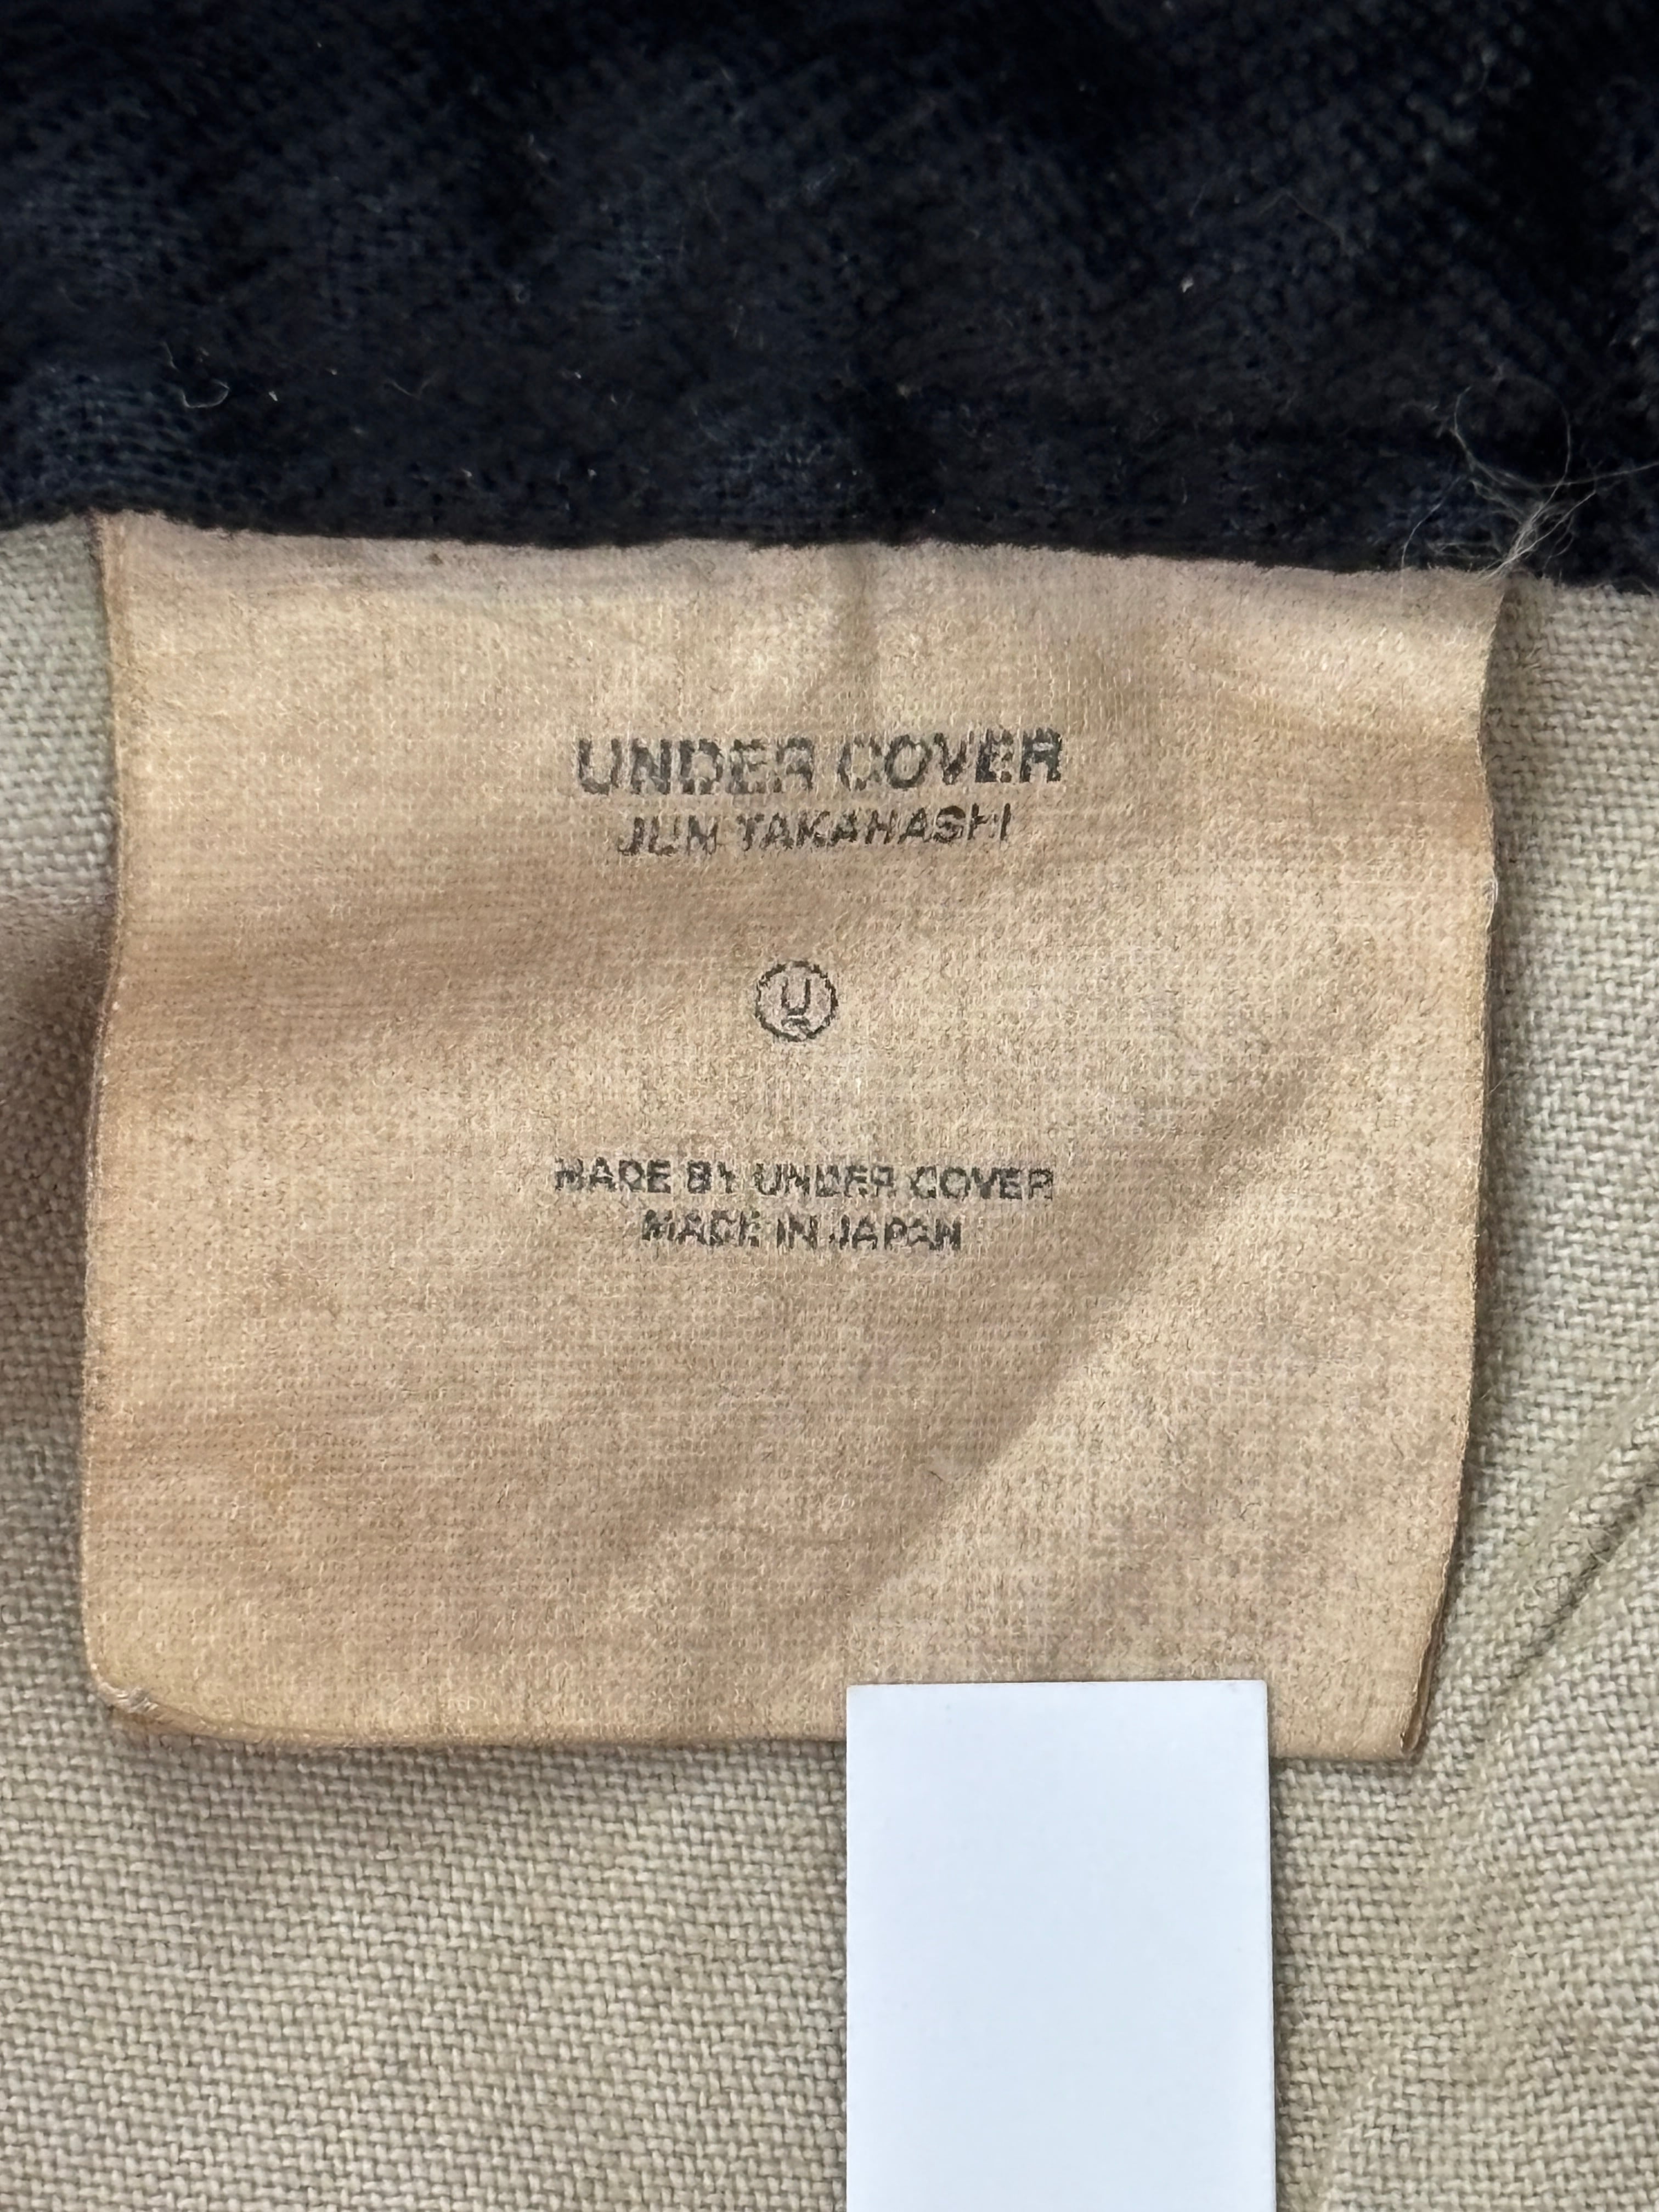 UNDER COVER
JUN TAKAHASHI
U
MADE BY UNDER COVER
MADE IN JAPAN